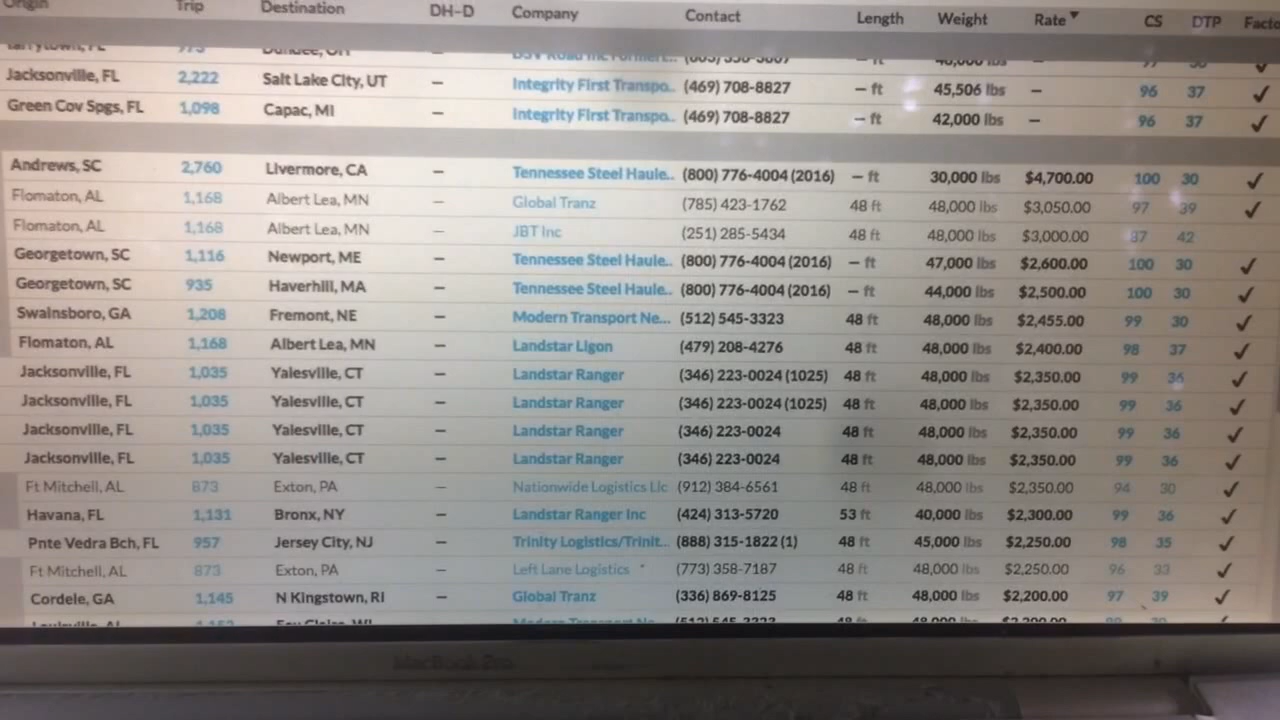 Origin Trip Destination DH-D Company Contact Length Weight Rate CS DTP
Jacksonville, FL 2,222 Salt Lake City, UT — Integrity First Transpo.. (469) 708-8827 — ft 45,506 lbs — 96 37 ✓
Green Cov Spgs, FL 1,098 Capac, MI — Integrity First Transpo.. (469) 708-8827 — ft 42,000 lbs — 96 37 ✓
Andrews, SC 2,760 Livermore, CA — Tennessee Steel Haule.. (800) 776-4004 (2016) — ft 30,000 lbs $4,700.00 100 30 ✓
Flomaton, AL 1,168 Albert Lea, MN — Global Tranz (785) 423-1762 48 ft 48,000 lbs $3,050.00 97 39 ✓
Flomaton, AL 1,168 Albert Lea, MN — JBT Inc (251) 285-5434 48 ft 48,000 lbs $3,000.00 87 42
Georgetown, SC 1,116 Newport, ME — Tennessee Steel Haule.. (800) 776-4004 (2016) — ft 47,000 lbs $2,600.00 100 30 ✓
Georgetown, SC 935 Haverhill, MA — Tennessee Steel Haule.. (800) 776-4004 (2016) — ft 44,000 lbs $2,500.00 100 30 ✓
Swainsboro, GA 1,208 Fremont, NE — Modern Transport Ne... (512) 545-3323 48 ft 48,000 lbs $2,455.00 99 30 ✓
Flomaton, AL 1,168 Albert Lea, MN — Landstar Ligon (479) 208-4276 48 ft 48,000 lbs $2,400.00 98 37 ✓
Jacksonville, FL 1,035 Yalesville, CT — Landstar Ranger (346) 223-0024 (1025) 48 ft 48,000 lbs $2,350.00 99 36 ✓
Jacksonville, FL 1,035 Yalesville, CT — Landstar Ranger (346) 223-0024 (1025) 48 ft 48,000 lbs $2,350.00 99 36 ✓
Jacksonville, FL 1,035 Yalesville, CT — Landstar Ranger (346) 223-0024 48 ft 48,000 lbs $2,350.00 99 36 ✓
Jacksonville, FL 1,035 Yalesville, CT — Landstar Ranger (346) 223-0024 48 ft 48,000 lbs $2,350.00 99 36 ✓
Ft Mitchell, AL 873 Exton, PA — Nationwide Logistics Llc (912) 384-6561 48 ft 48,000 lbs $2,350.00 94 30 ✓
Havana, FL 1,131 Bronx, NY — Landstar Ranger Inc (424) 313-5720 53 ft 40,000 lbs $2,300.00 99 36 ✓
Pnte Vedra Bch, FL 957 Jersey City, NJ — Trinity Logistics/Trinit... (888) 315-1822 (1) 48 ft 45,000 lbs $2,250.00 98 35 ✓
Ft Mitchell, AL 873 Exton, PA — Left Lane Logistics (773) 358-7187 48 ft 48,000 lbs $2,250.00 96 33 ✓
Cordele, GA 1,145 N Kingstown, RI — Global Tranz (336) 869-8125 48 ft 48,000 lbs $2,200.00 97 39 ✓
MacBook Pro